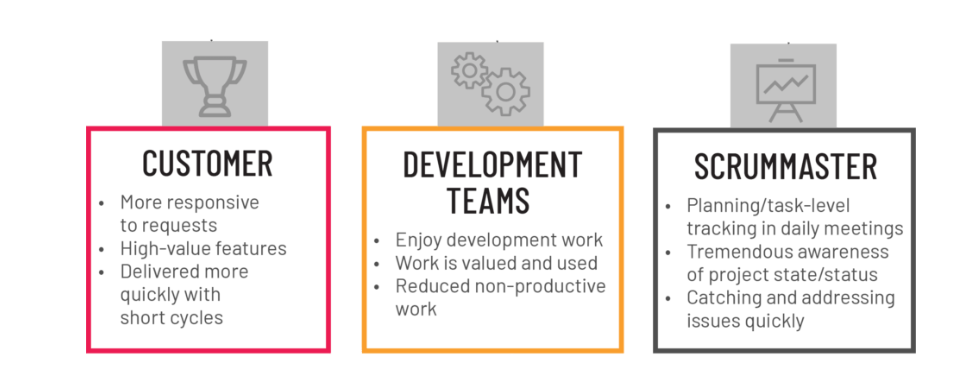 CUSTOMER
• More responsive
to requests
• High-value features
• Delivered more
quickly with
short cycles
DEVELOPMENT
TEAMS
• Enjoy development work
• Work is valued and used
• Reduced non-productive
work
SCRUMMASTER
• Planning/task-level
tracking in daily meetings
• Tremendous awareness
of project state/status
• Catching and addressing
issues quickly